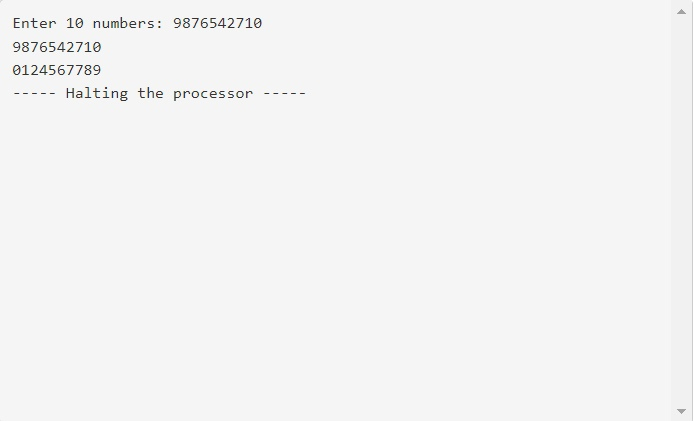 Enter 10 numbers: 9876542710
9876542710
0124567789
----- Halting the processor -----